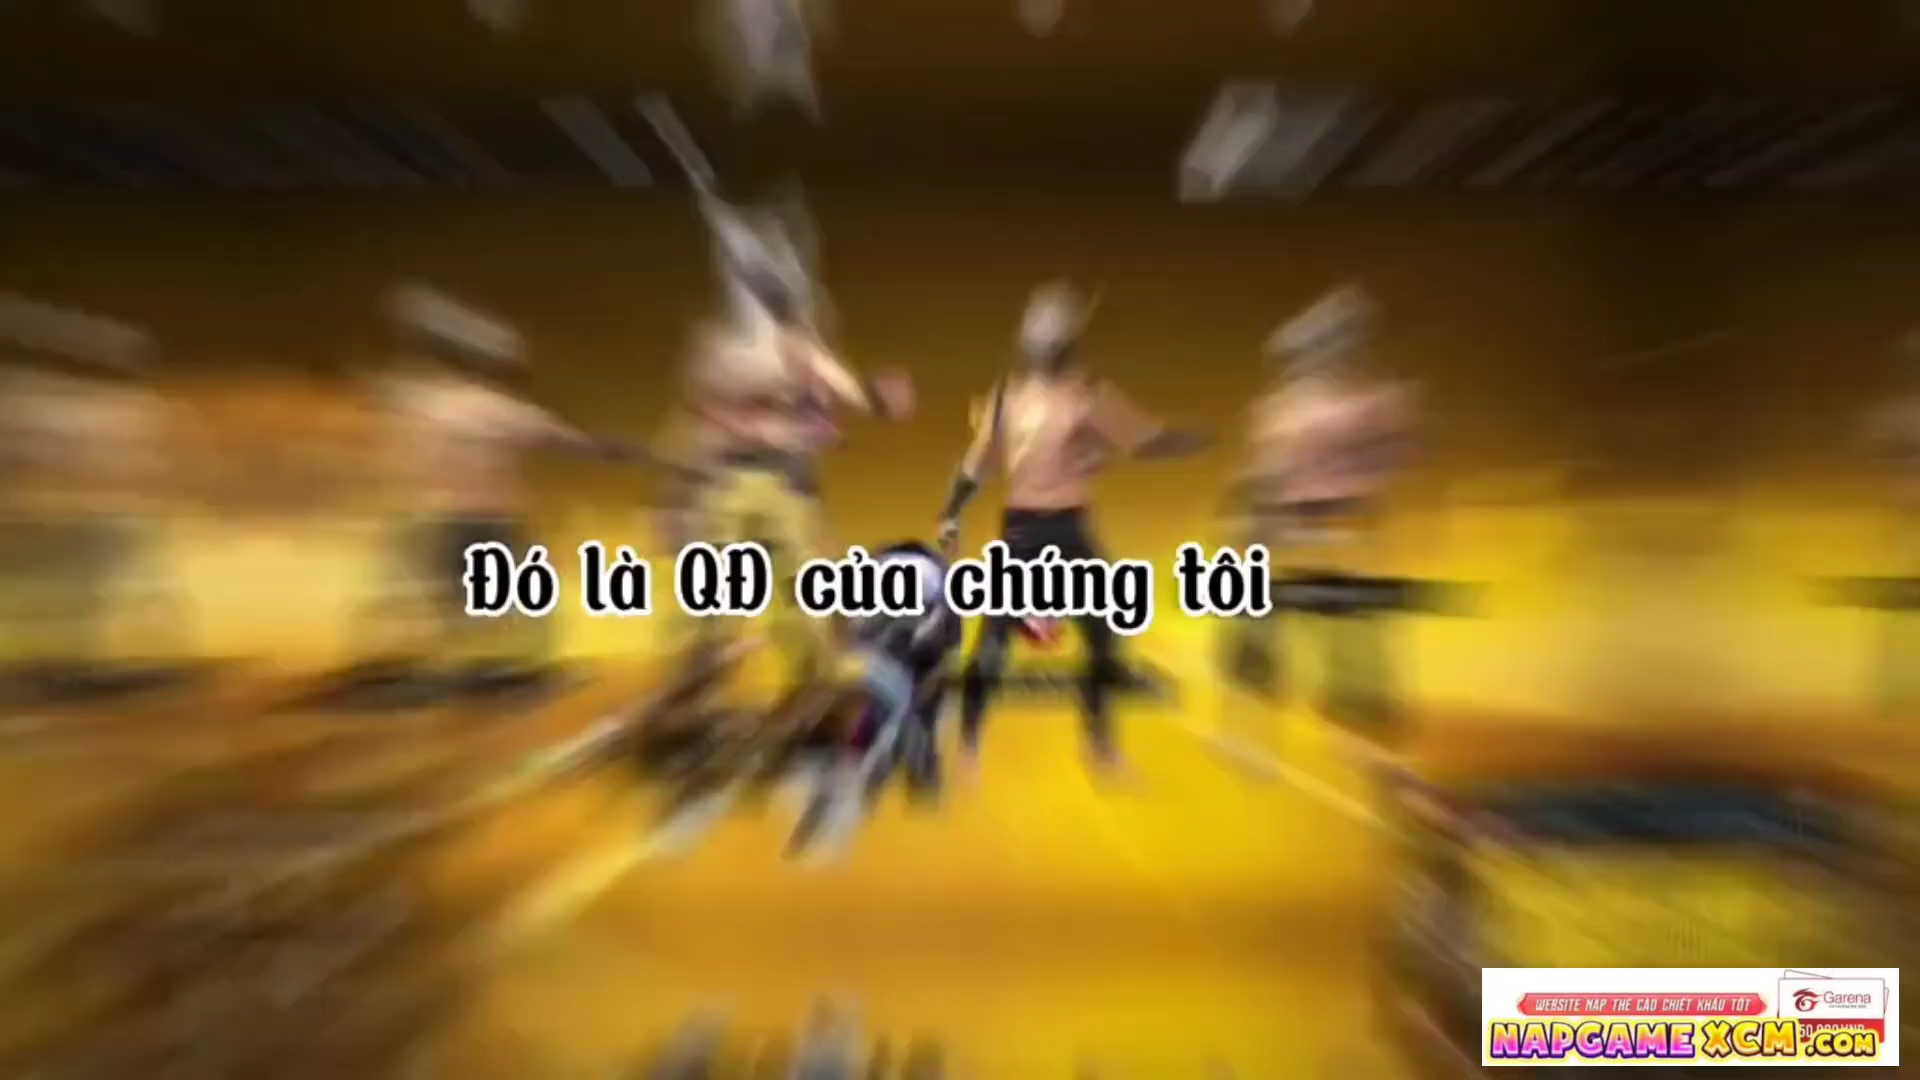 Đó là QĐ của chúng tôi
WEBSITE NẠP THẺ CÀO CHIẾT KHẤU TỐT
Garena
NAPGAMEXCM.COM